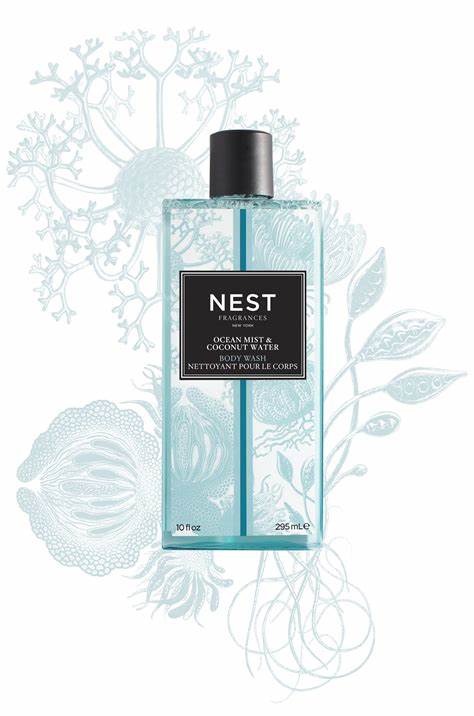 NEST
FRAGRANCES
NEW YORK
OCEAN MIST &
COCONUT WATER
BODY WASH
NETTOYANT POUR LE CORPS
10 fl oz 295 mL℮